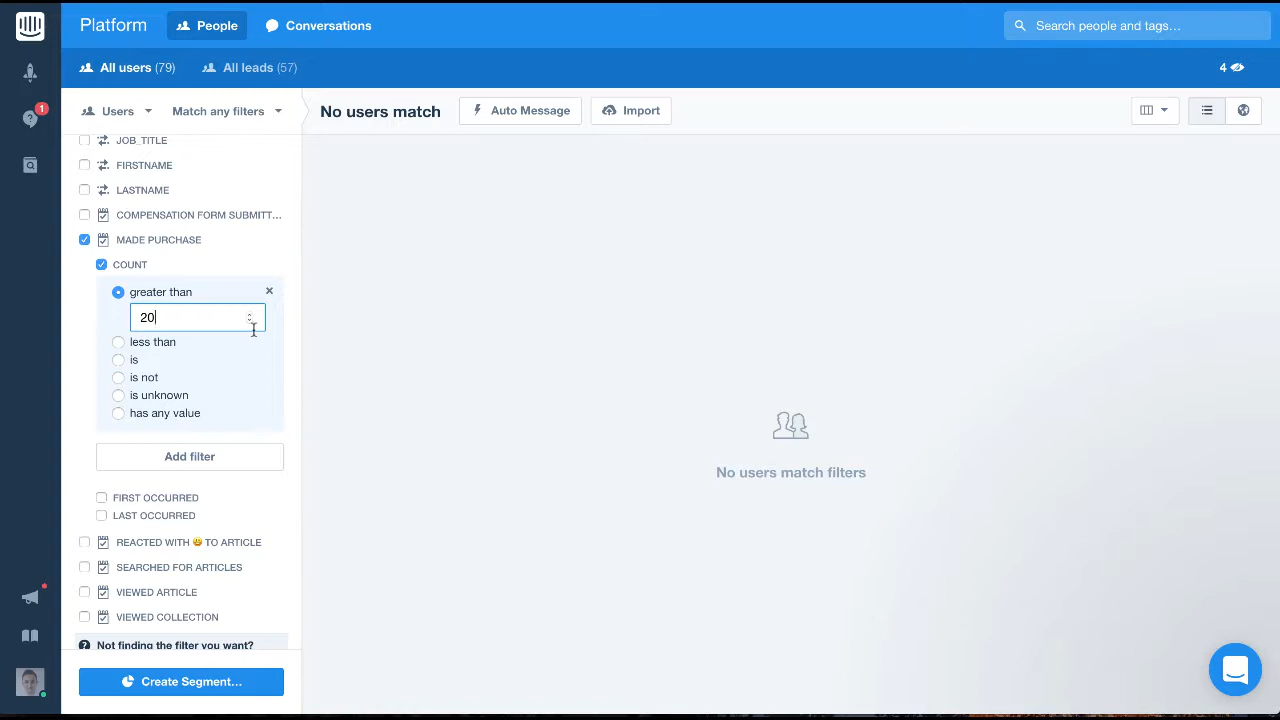 Platform
People
Conversations
Search people and tags...
All users (79)
All leads (57)
4
1
Users
Match any filters
No users match
Auto Message
Import
JOB_TITLE
FIRSTNAME
LASTNAME
COMPENSATION FORM SUBMITT...
MADE PURCHASE
COUNT
greater than
20
less than
is
is not
is unknown
has any value
Add filter
FIRST OCCURRED
LAST OCCURRED
REACTED WITH 😃 TO ARTICLE
SEARCHED FOR ARTICLES
VIEWED ARTICLE
VIEWED COLLECTION
Not finding the filter you want?
Create Segment...
No users match filters